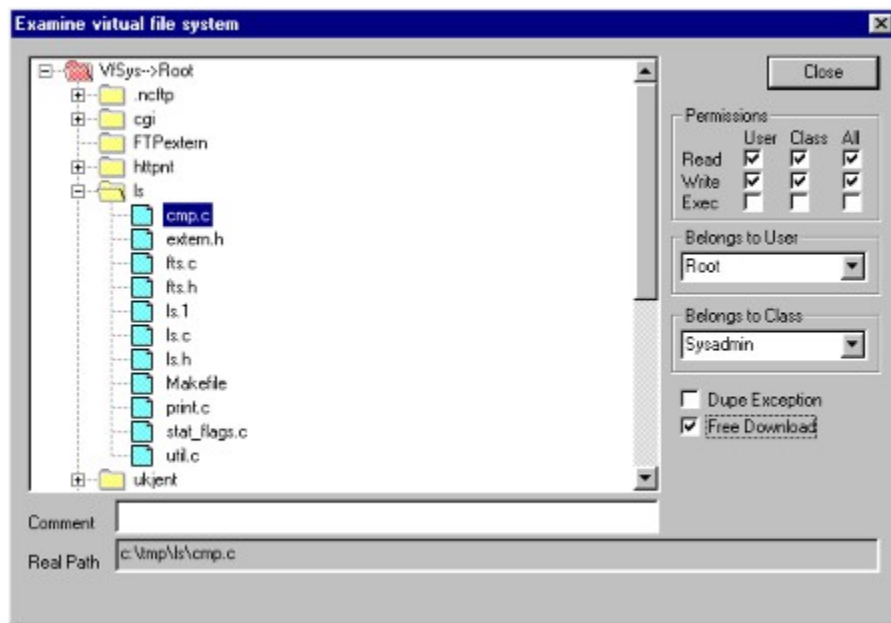 Examine virtual file system
VfSys-->Root
.ncftp
cgi
FTPextern
httpnt
ls
cmp.c
extern.h
fts.c
fts.h
ls.1
ls.c
ls.h
Makefile
print.c
stat_flags.c
util.c
ukjent
Close
Permissions
User Class All
Read
Write
Exec
Belongs to User
Root
Belongs to Class
Sysadmin
Dupe Exception
Free Download
Comment
Real Path c:\tmp\ls\cmp.c